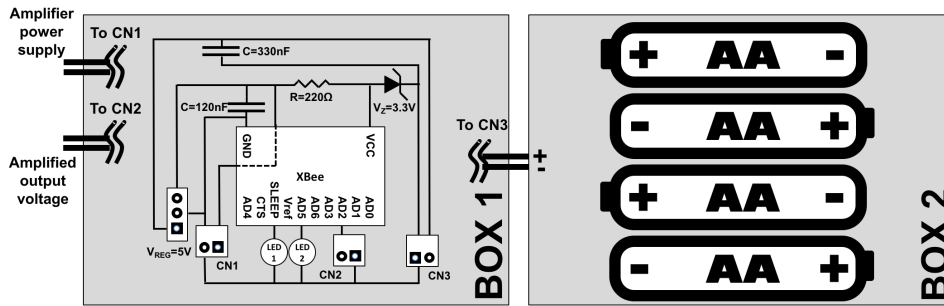 Amplifier
power
supply
To CN1
To CN2
Amplified
output
voltage
C=330nF
R=220Ω
VZ=3.3V
C=120nF
GND
VCC
XBee
SLEEP
CTS
AD4
Vref
AD5
AD6
AD3
AD2
AD1
AD0
VREG=5V
CN1
LED
1
LED
2
CN2
CN3
BOX 1
To CN3
+
-
+ AA -
- AA +
+ AA -
- AA +
BOX 2